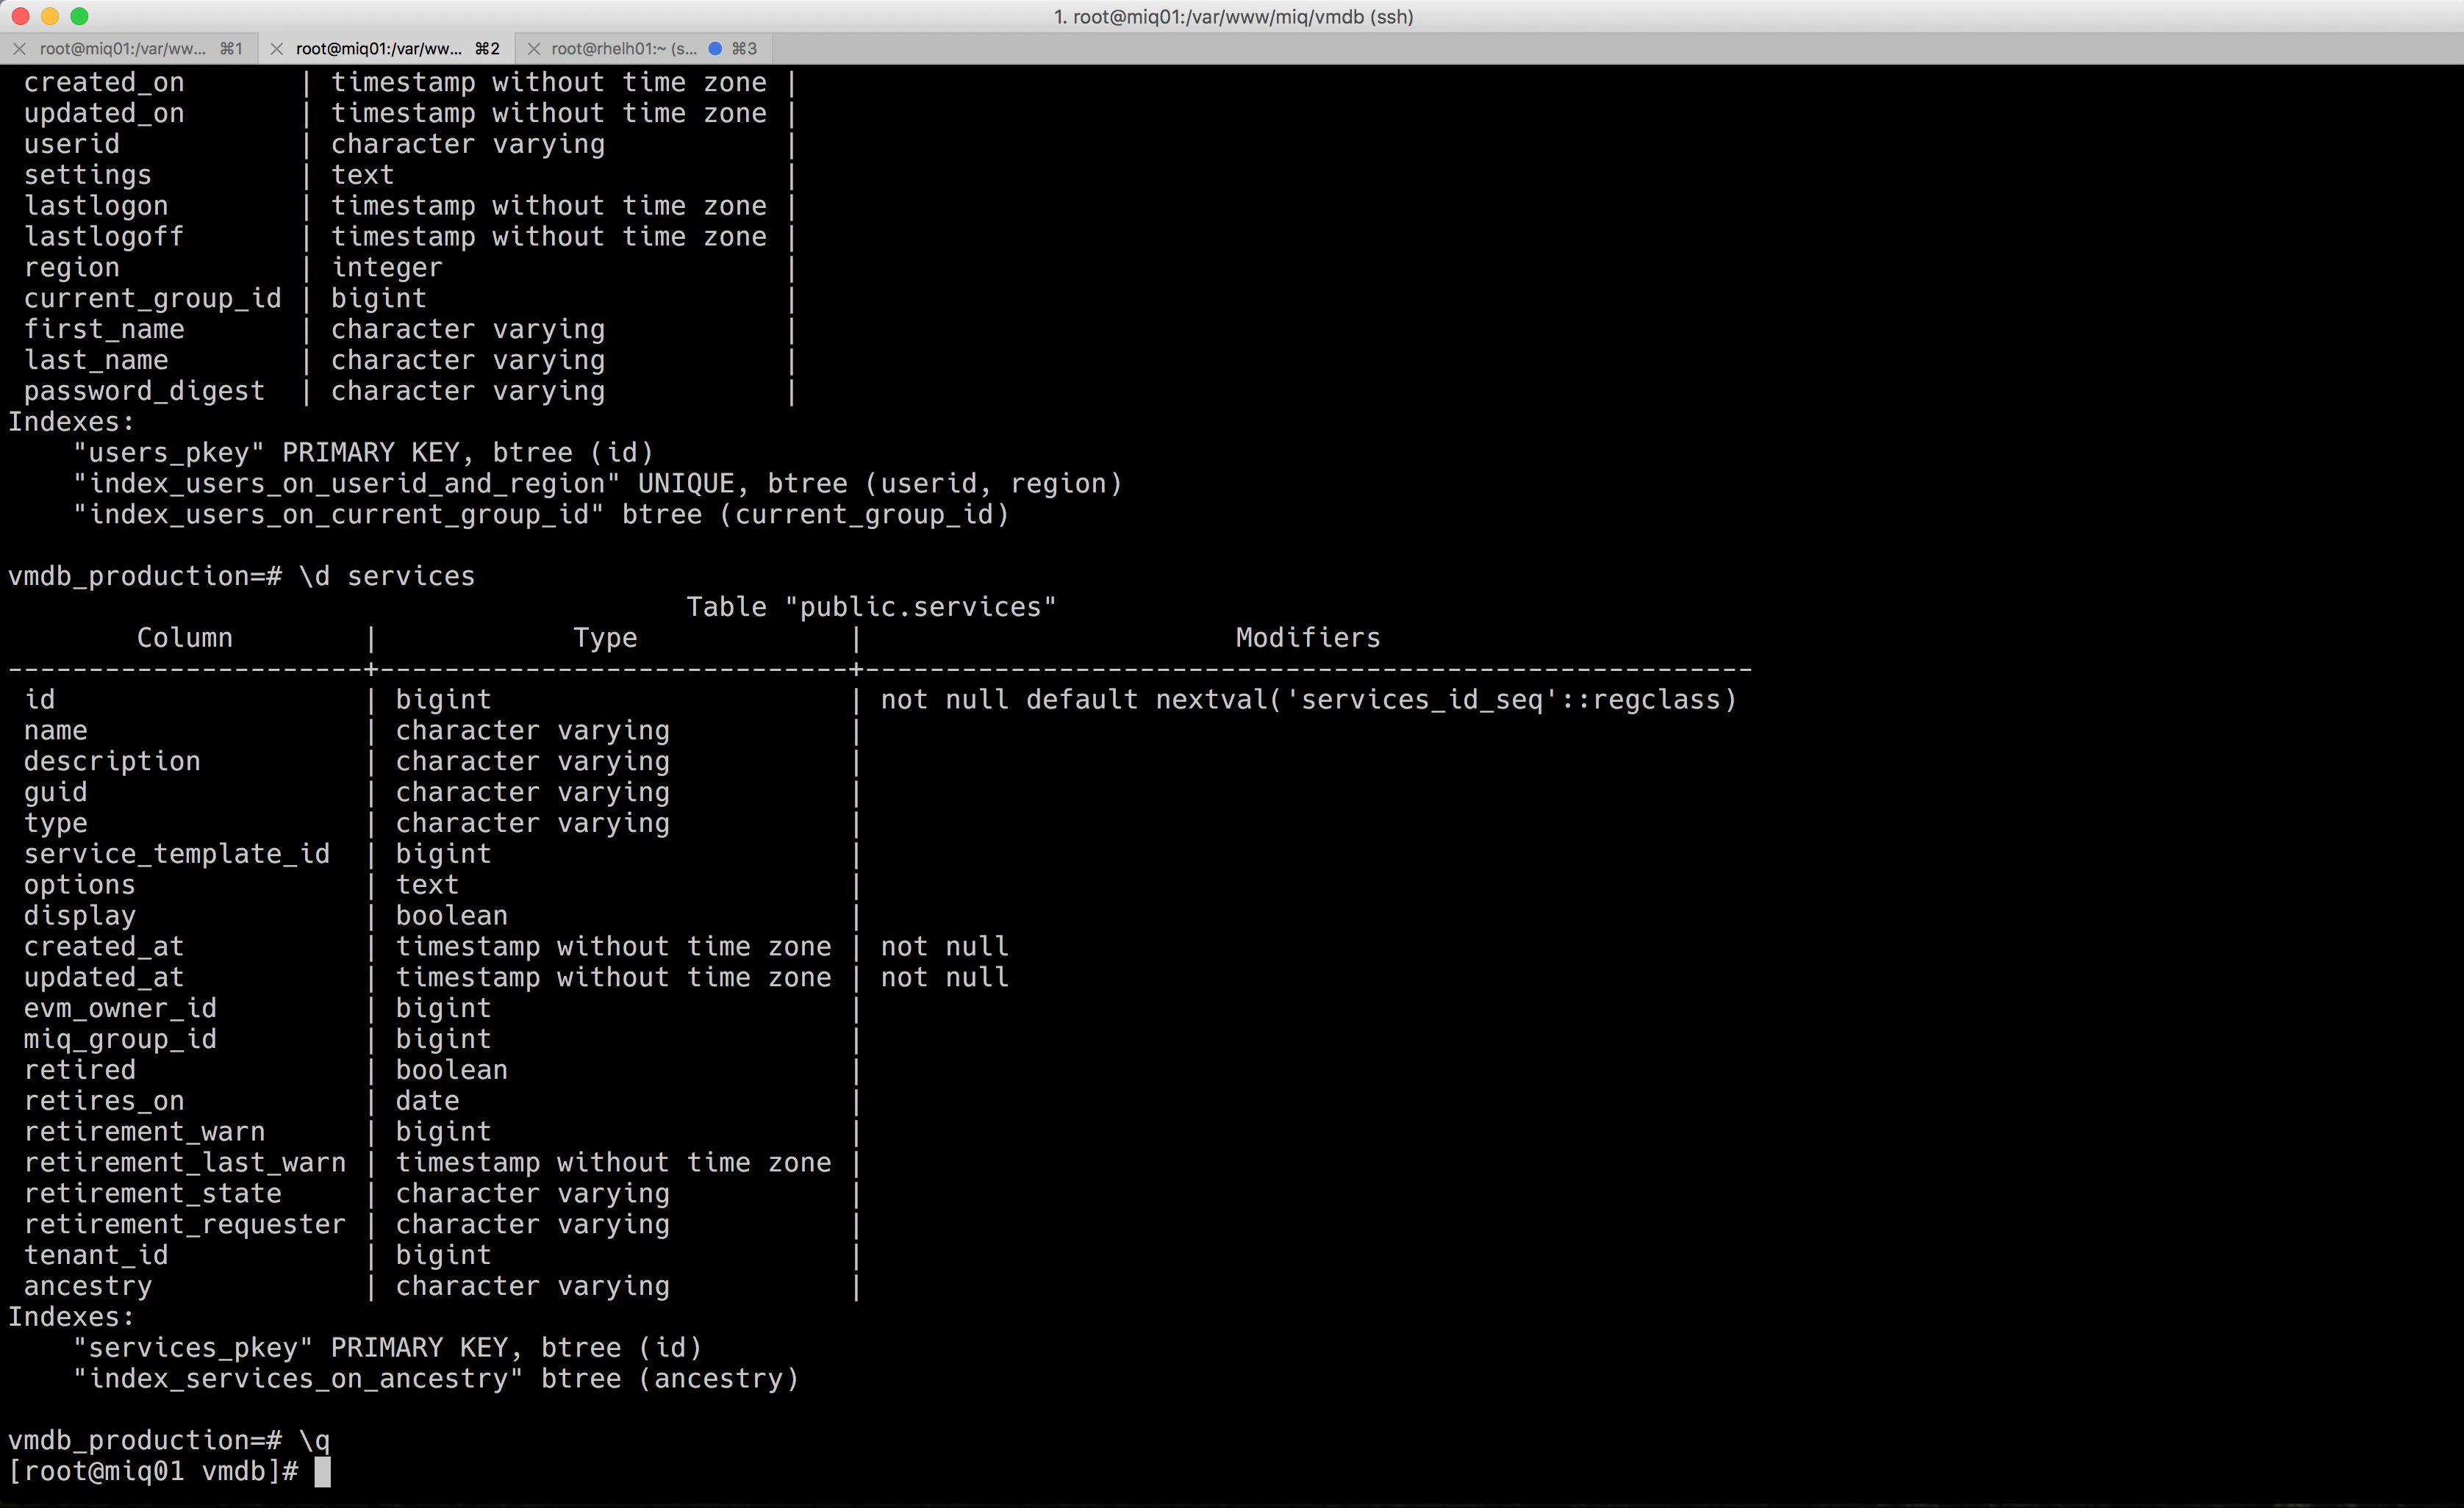 1. root@miq01:/var/www/miq/vmdb (ssh)
root@miq01:/var/ww... ⌘1 root@miq01:/var/ww... ⌘2 root@rhelh01:~ (s... ⌘3
 created_on       | timestamp without time zone |
 updated_on       | timestamp without time zone |
 userid           | character varying           |
 settings         | text                        |
 lastlogon        | timestamp without time zone |
 lastlogoff       | timestamp without time zone |
 region           | integer                     |
 current_group_id | bigint                      |
 first_name       | character varying           |
 last_name        | character varying           |
 password_digest  | character varying           |
Indexes:
    "users_pkey" PRIMARY KEY, btree (id)
    "index_users_on_userid_and_region" UNIQUE, btree (userid, region)
    "index_users_on_current_group_id" btree (current_group_id)

vmdb_production=# \d services
                                          Table "public.services"
        Column        |            Type             |                       Modifiers
----------------------+-----------------------------+-------------------------------------------------------
 id                   | bigint                      | not null default nextval('services_id_seq'::regclass)
 name                 | character varying           |
 description          | character varying           |
 guid                 | character varying           |
 type                 | character varying           |
 service_template_id  | bigint                      |
 options              | text                        |
 display              | boolean                     |
 created_at           | timestamp without time zone | not null
 updated_at           | timestamp without time zone | not null
 evm_owner_id         | bigint                      |
 miq_group_id         | bigint                      |
 retired              | boolean                     |
 retires_on           | date                        |
 retirement_warn      | bigint                      |
 retirement_last_warn | timestamp without time zone |
 retirement_state     | character varying           |
 retirement_requester | character varying           |
 tenant_id            | bigint                      |
 ancestry             | character varying           |
Indexes:
    "services_pkey" PRIMARY KEY, btree (id)
    "index_services_on_ancestry" btree (ancestry)

vmdb_production=# \q
[root@miq01 vmdb]#